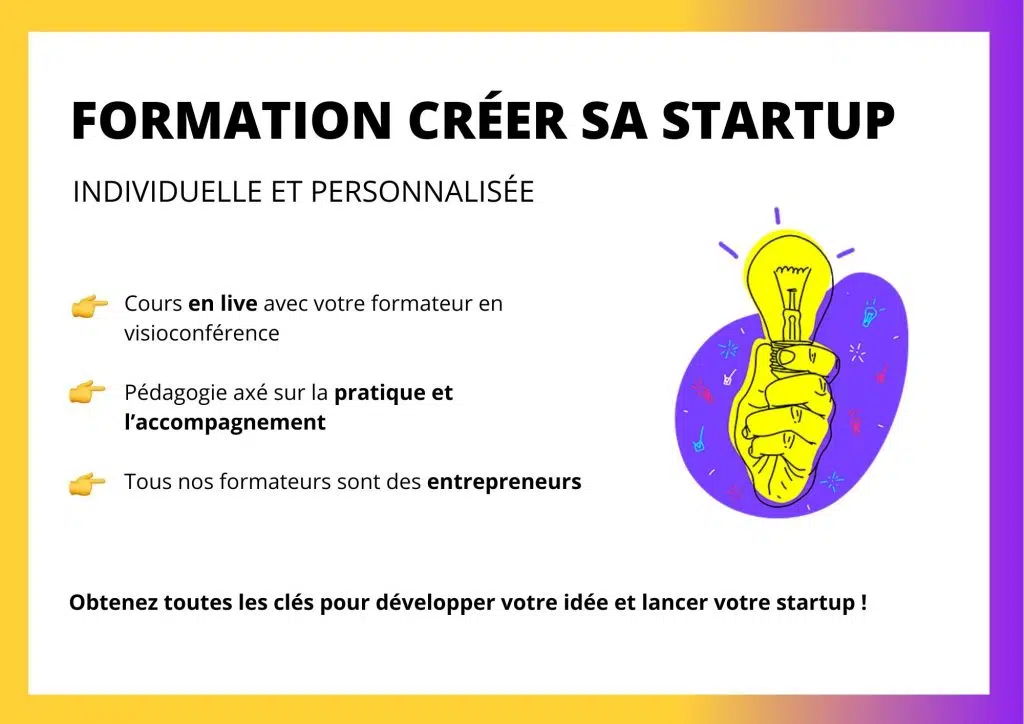 FORMATION CRÉER SA STARTUP
INDIVIDUELLE ET PERSONNALISÉE
Cours en live avec votre formateur en
visioconférence
Pédagogie axé sur la pratique et
l’accompagnement
Tous nos formateurs sont des entrepreneurs
Obtenez toutes les clés pour développer votre idée et lancer votre startup !